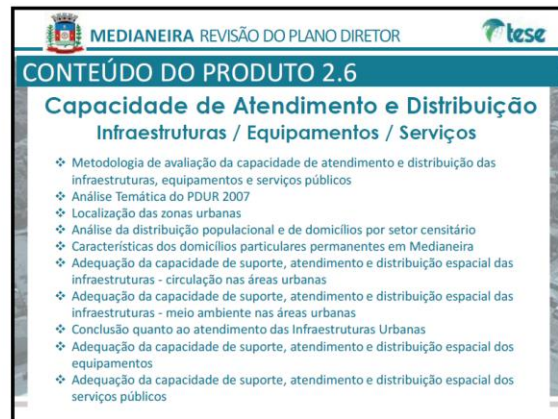 MEDIANEIRA REVISÃO DO PLANO DIRETOR
tese
CONTEÚDO DO PRODUTO 2.6
Capacidade de Atendimento e Distribuição
Infraestruturas / Equipamentos / Serviços
❖ Metodologia de avaliação da capacidade de atendimento e distribuição das
infraestruturas, equipamentos e serviços públicos
❖ Análise Temática do PDUR 2007
❖ Localização das zonas urbanas
❖ Análise da distribuição populacional e de domicílios por setor censitário
❖ Características dos domicílios particulares permanentes em Medianeira
❖ Adequação da capacidade de suporte, atendimento e distribuição espacial das
infraestruturas - circulação nas áreas urbanas
❖ Adequação da capacidade de suporte, atendimento e distribuição espacial das
infraestruturas - meio ambiente nas áreas urbanas
❖ Conclusão quanto ao atendimento das Infraestruturas Urbanas
❖ Adequação da capacidade de suporte, atendimento e distribuição espacial dos
equipamentos
❖ Adequação da capacidade de suporte, atendimento e distribuição espacial dos
serviços públicos